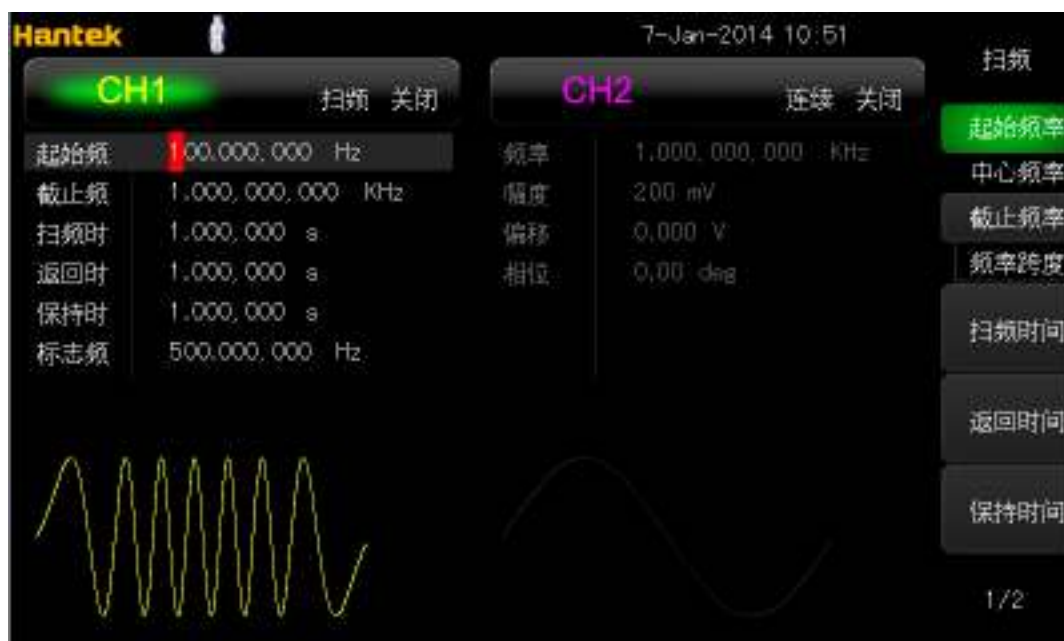 Hantek
7-Jan-2014 10:51
CH1 扫频 关闭
起始频 100.000,000 Hz
截止频 1.000,000,000 KHz
扫频时 1.000,000 s
返回时 1.000,000 s
保持时 1.000,000 s
标志频 500.000,000 Hz
CH2 连续 关闭
频率 1.000,000,000 KHz
幅度 200 mV
偏移 0.000 V
相位 0.00 deg
扫频
起始频率
中心频率
截止频率
频率跨度
扫频时间
返回时间
保持时间
1/2